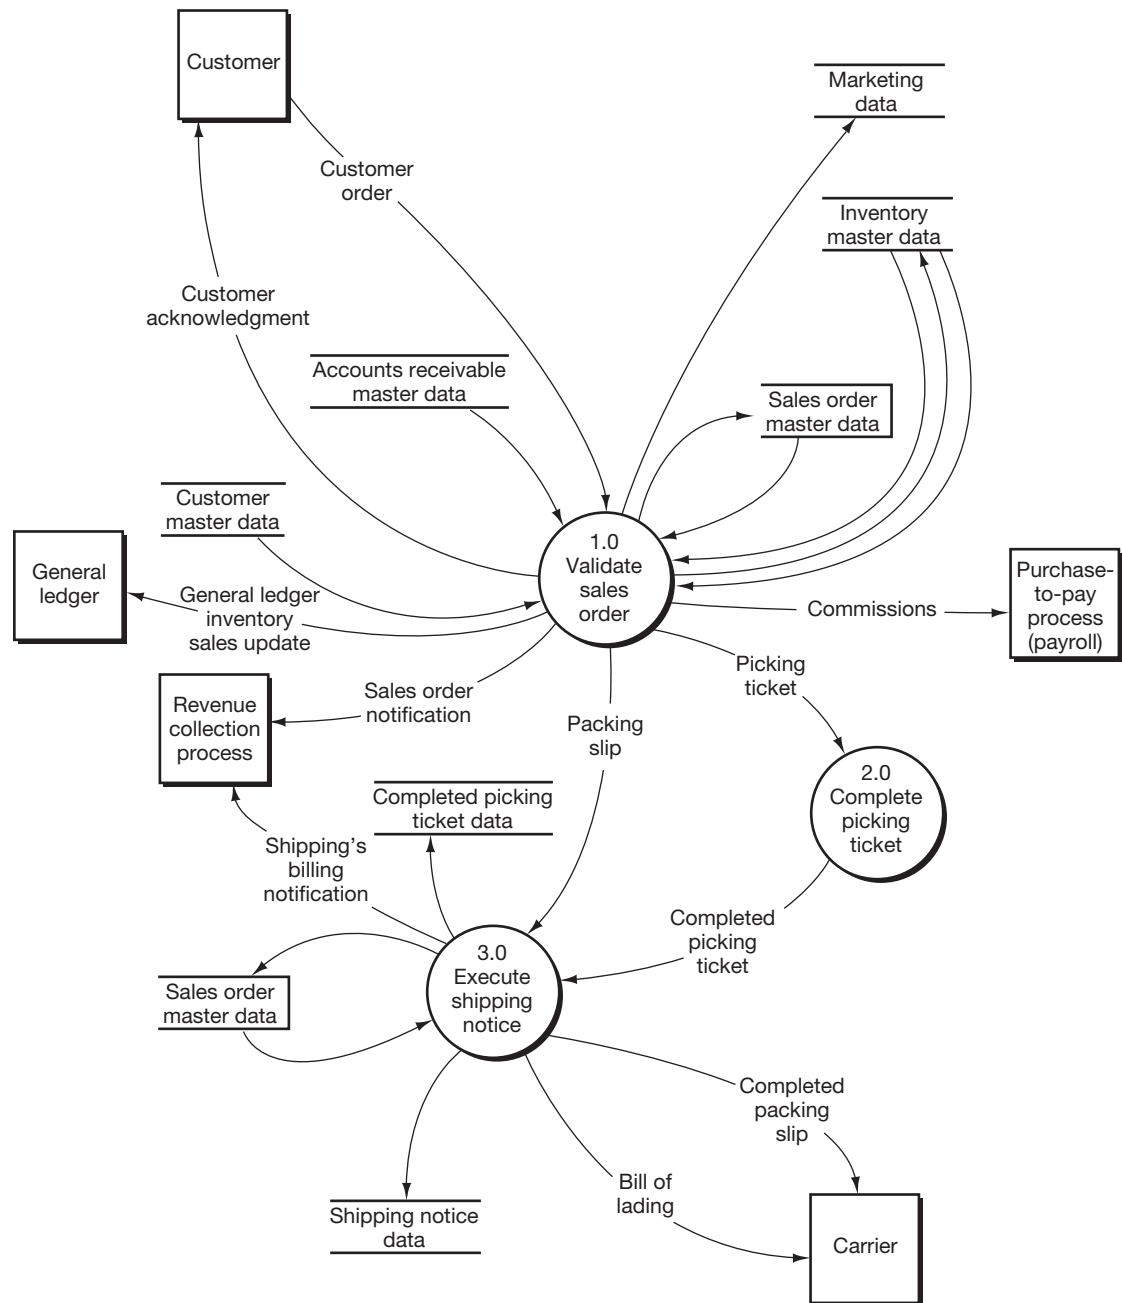 Customer
Marketing
data
Customer
order
Inventory
master data
Customer
acknowledgment
Accounts receivable
master data
Sales order
master data
Customer
master data
1.0
Validate
sales
order
General
ledger
General ledger
inventory
sales update
Commissions
Purchase-
to-pay
process
(payroll)
Picking
ticket
Sales order
notification
Revenue
collection
process
Packing
slip
2.0
Complete
picking
ticket
Completed picking
ticket data
Shipping’s
billing
notification
Completed
picking
ticket
3.0
Execute
shipping
notice
Sales order
master data
Completed
packing
slip
Bill of
lading
Shipping notice
data
Carrier